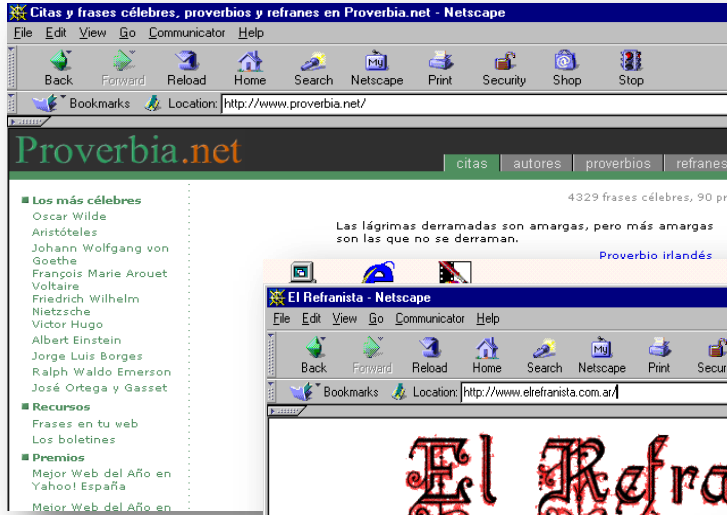 Citas y frases célebres, proverbios y refranes en Proverbia.net - Netscape
File Edit View Go Communicator Help
Back Forward Reload Home Search Netscape Print Security Shop Stop
Bookmarks Location: http://www.proverbia.net/
Proverbia.net
citas autores proverbios refranes
4329 frases célebres, 90 pr
Los más célebres
Oscar Wilde
Aristóteles
Johann Wolfgang von
Goethe
François Marie Arouet
Voltaire
Friedrich Wilhelm
Nietzsche
Victor Hugo
Albert Einstein
Jorge Luis Borges
Ralph Waldo Emerson
José Ortega y Gasset
Recursos
Frases en tu web
Los boletines
Premios
Mejor Web del Año en
Yahoo! España
Mejor Web del Año en
Las lágrimas derramadas son amargas, pero más amargas
son las que no se derraman.
Proverbio irlandés
El Refranista - Netscape
File Edit View Go Communicator Help
Back Forward Reload Home Search Netscape Print Secur
Bookmarks Location: http://www.elrefranista.com.ar/
El Refra